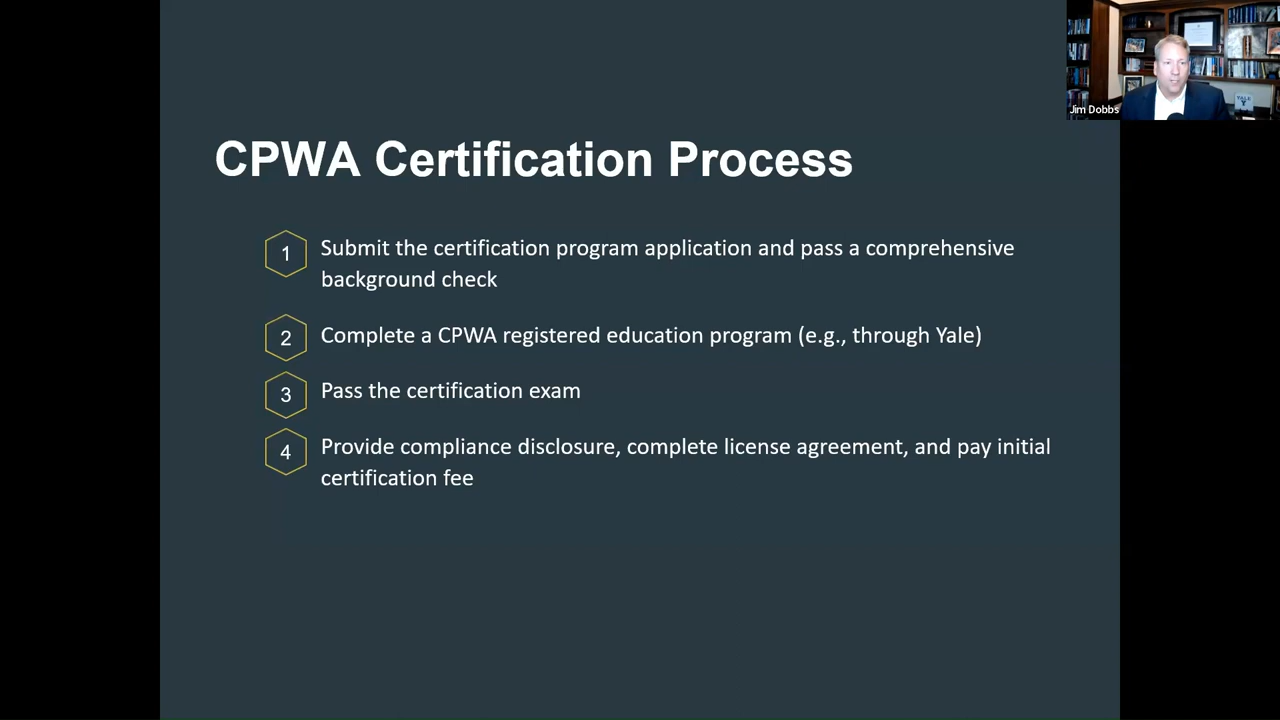 Jim Dobbs
YALE
Y
CPWA Certification Process
1
Submit the certification program application and pass a comprehensive
background check
2
Complete a CPWA registered education program (e.g., through Yale)
3
Pass the certification exam
4
Provide compliance disclosure, complete license agreement, and pay initial
certification fee